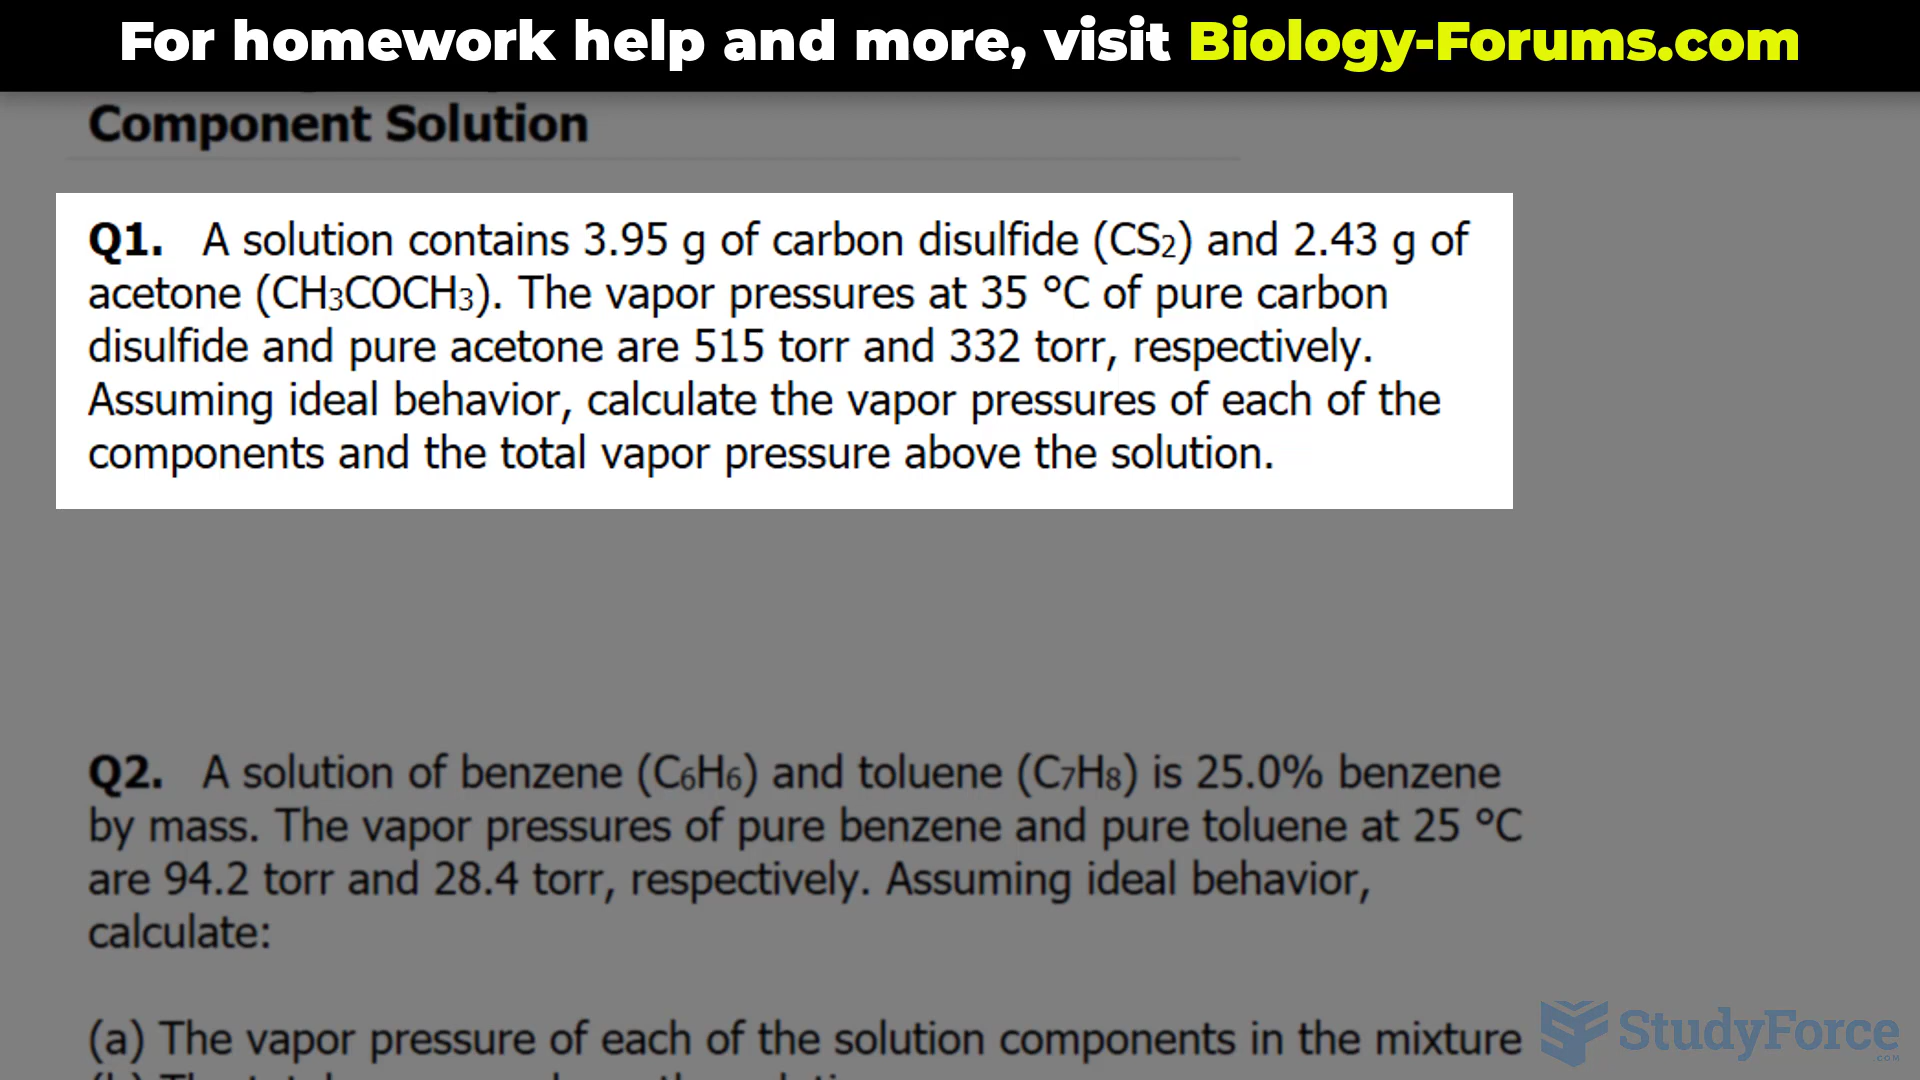 For homework help and more, visit Biology-Forums.com
Component Solution
Q1. A solution contains 3.95 g of carbon disulfide (CS₂) and 2.43 g of
acetone (CH₃COCH₃). The vapor pressures at 35 °C of pure carbon
disulfide and pure acetone are 515 torr and 332 torr, respectively.
Assuming ideal behavior, calculate the vapor pressures of each of the
components and the total vapor pressure above the solution.
Q2. A solution of benzene (C₆H₆) and toluene (C₇H₈) is 25.0% benzene
by mass. The vapor pressures of pure benzene and pure toluene at 25 °C
are 94.2 torr and 28.4 torr, respectively. Assuming ideal behavior,
calculate:
(a) The vapor pressure of each of the solution components in the mixture
StudyForce
.COM